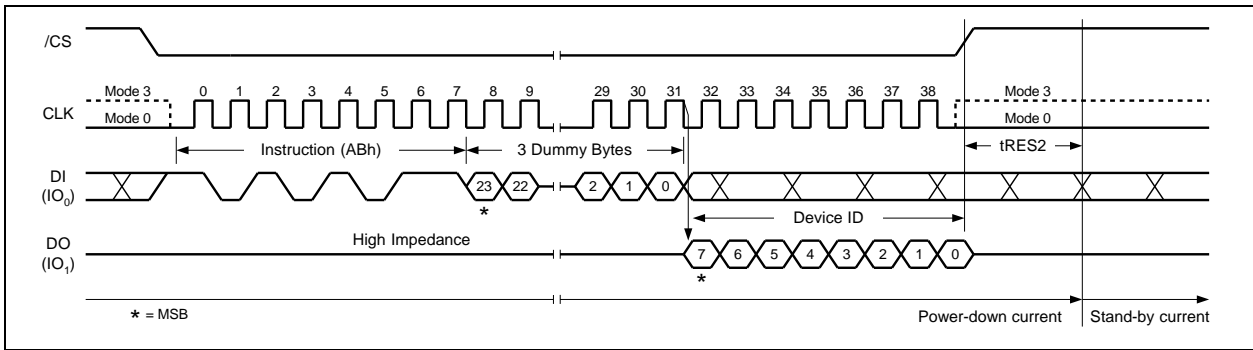 /CS
0 1 2 3 4 5 6 7 8 9 29 30 31 32 33 34 35 36 37 38
Mode 3 Mode 3
CLK
Mode 0 Mode 0
Instruction (ABh) 3 Dummy Bytes tRES2
DI
(IO0)
23 22 2 1 0
*
Device ID
High Impedance
DO
(IO1)
7 6 5 4 3 2 1 0
*
* = MSB
Power-down current Stand-by current